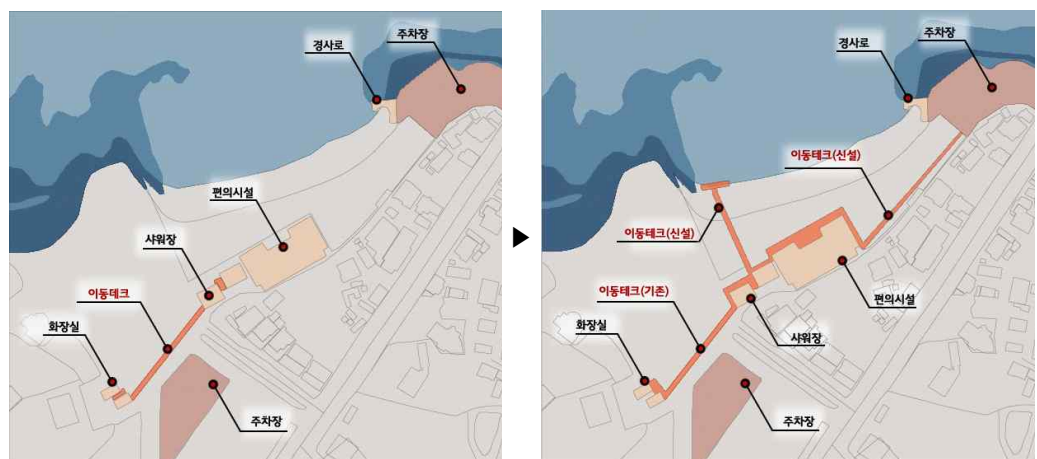 주차장
경사로
편의시설
샤워장
이동데크
화장실
주차장
▶
주차장
경사로
이동테크(신설)
이동테크(신설)
이동테크(기존)
편의시설
화장실
샤워장
주차장